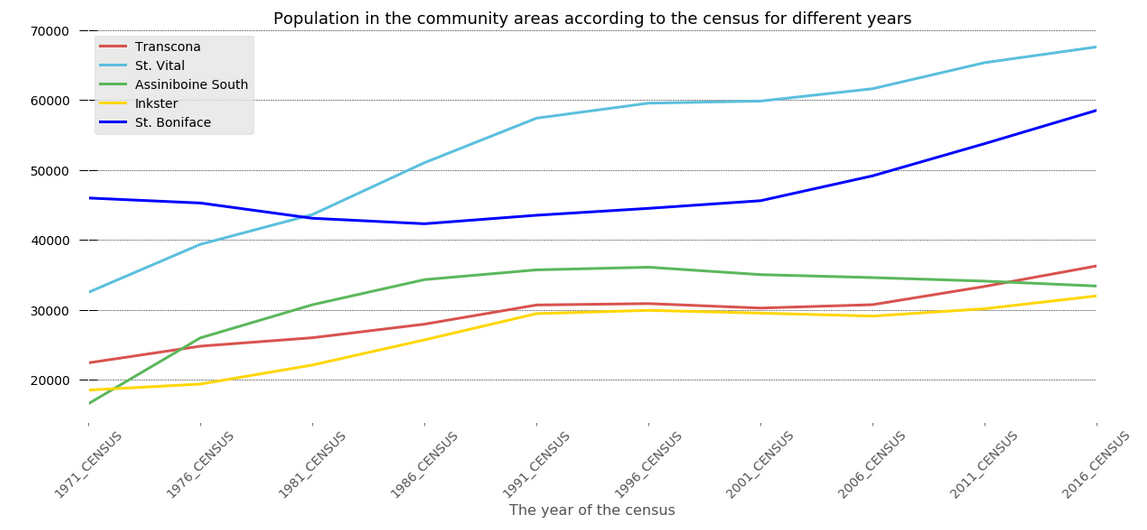 Population in the community areas according to the census for different years
70000
60000
50000
40000
30000
20000
Transcona
St. Vital
Assiniboine South
Inkster
St. Boniface
1971_CENSUS
1976_CENSUS
1981_CENSUS
1986_CENSUS
1991_CENSUS
1996_CENSUS
2001_CENSUS
2006_CENSUS
2011_CENSUS
2016_CENSUS
The year of the census